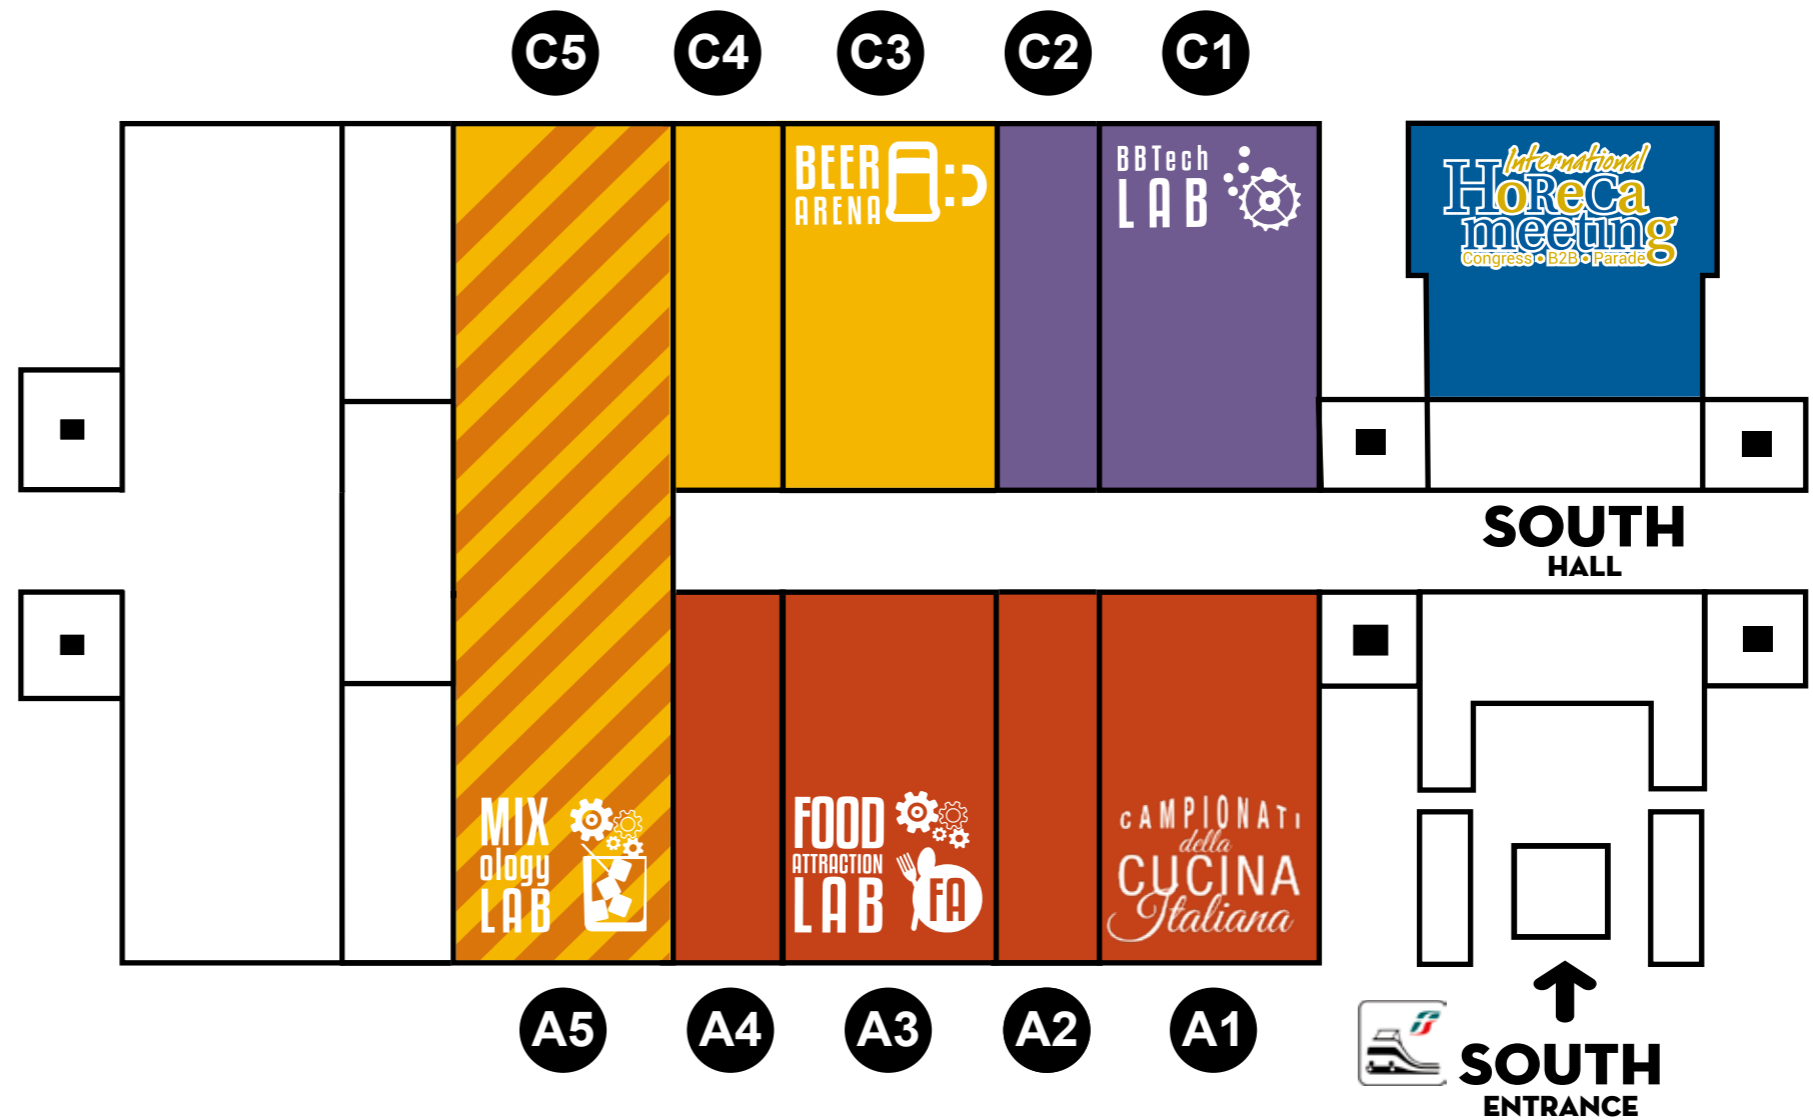 C5 C4 C3 C2 C1
BEER
ARENA
BBTech
LAB
International
HoReCa
meeting
Congress • B2B • Parade
SOUTH
HALL
MIX
ology
LAB
FOOD
ATTRACTION
LAB
FA
CAMPIONATI
della
CUCINA
Italiana
A5 A4 A3 A2 A1
SOUTH
ENTRANCE